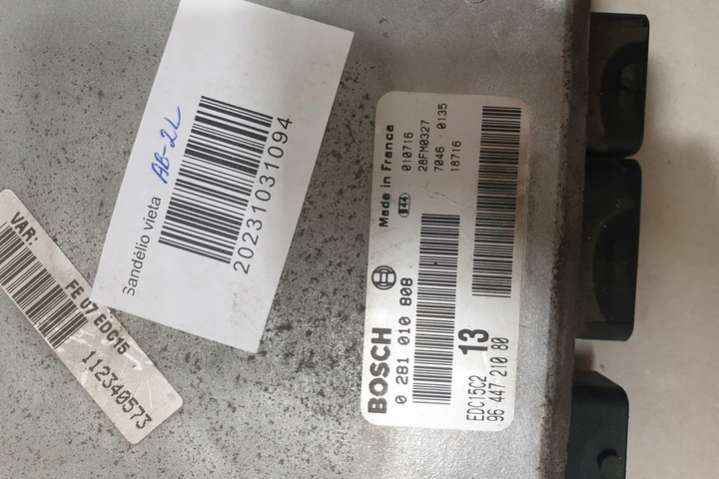 VAR:
FE 07 EDC15
112340573
Sandėlio vieta AB-2L
20231031094
BOSCH
Made in France
0 281 010 808
010716
28FM0327
7046 0135
18716
EDC15C2 13
96 447 210 80